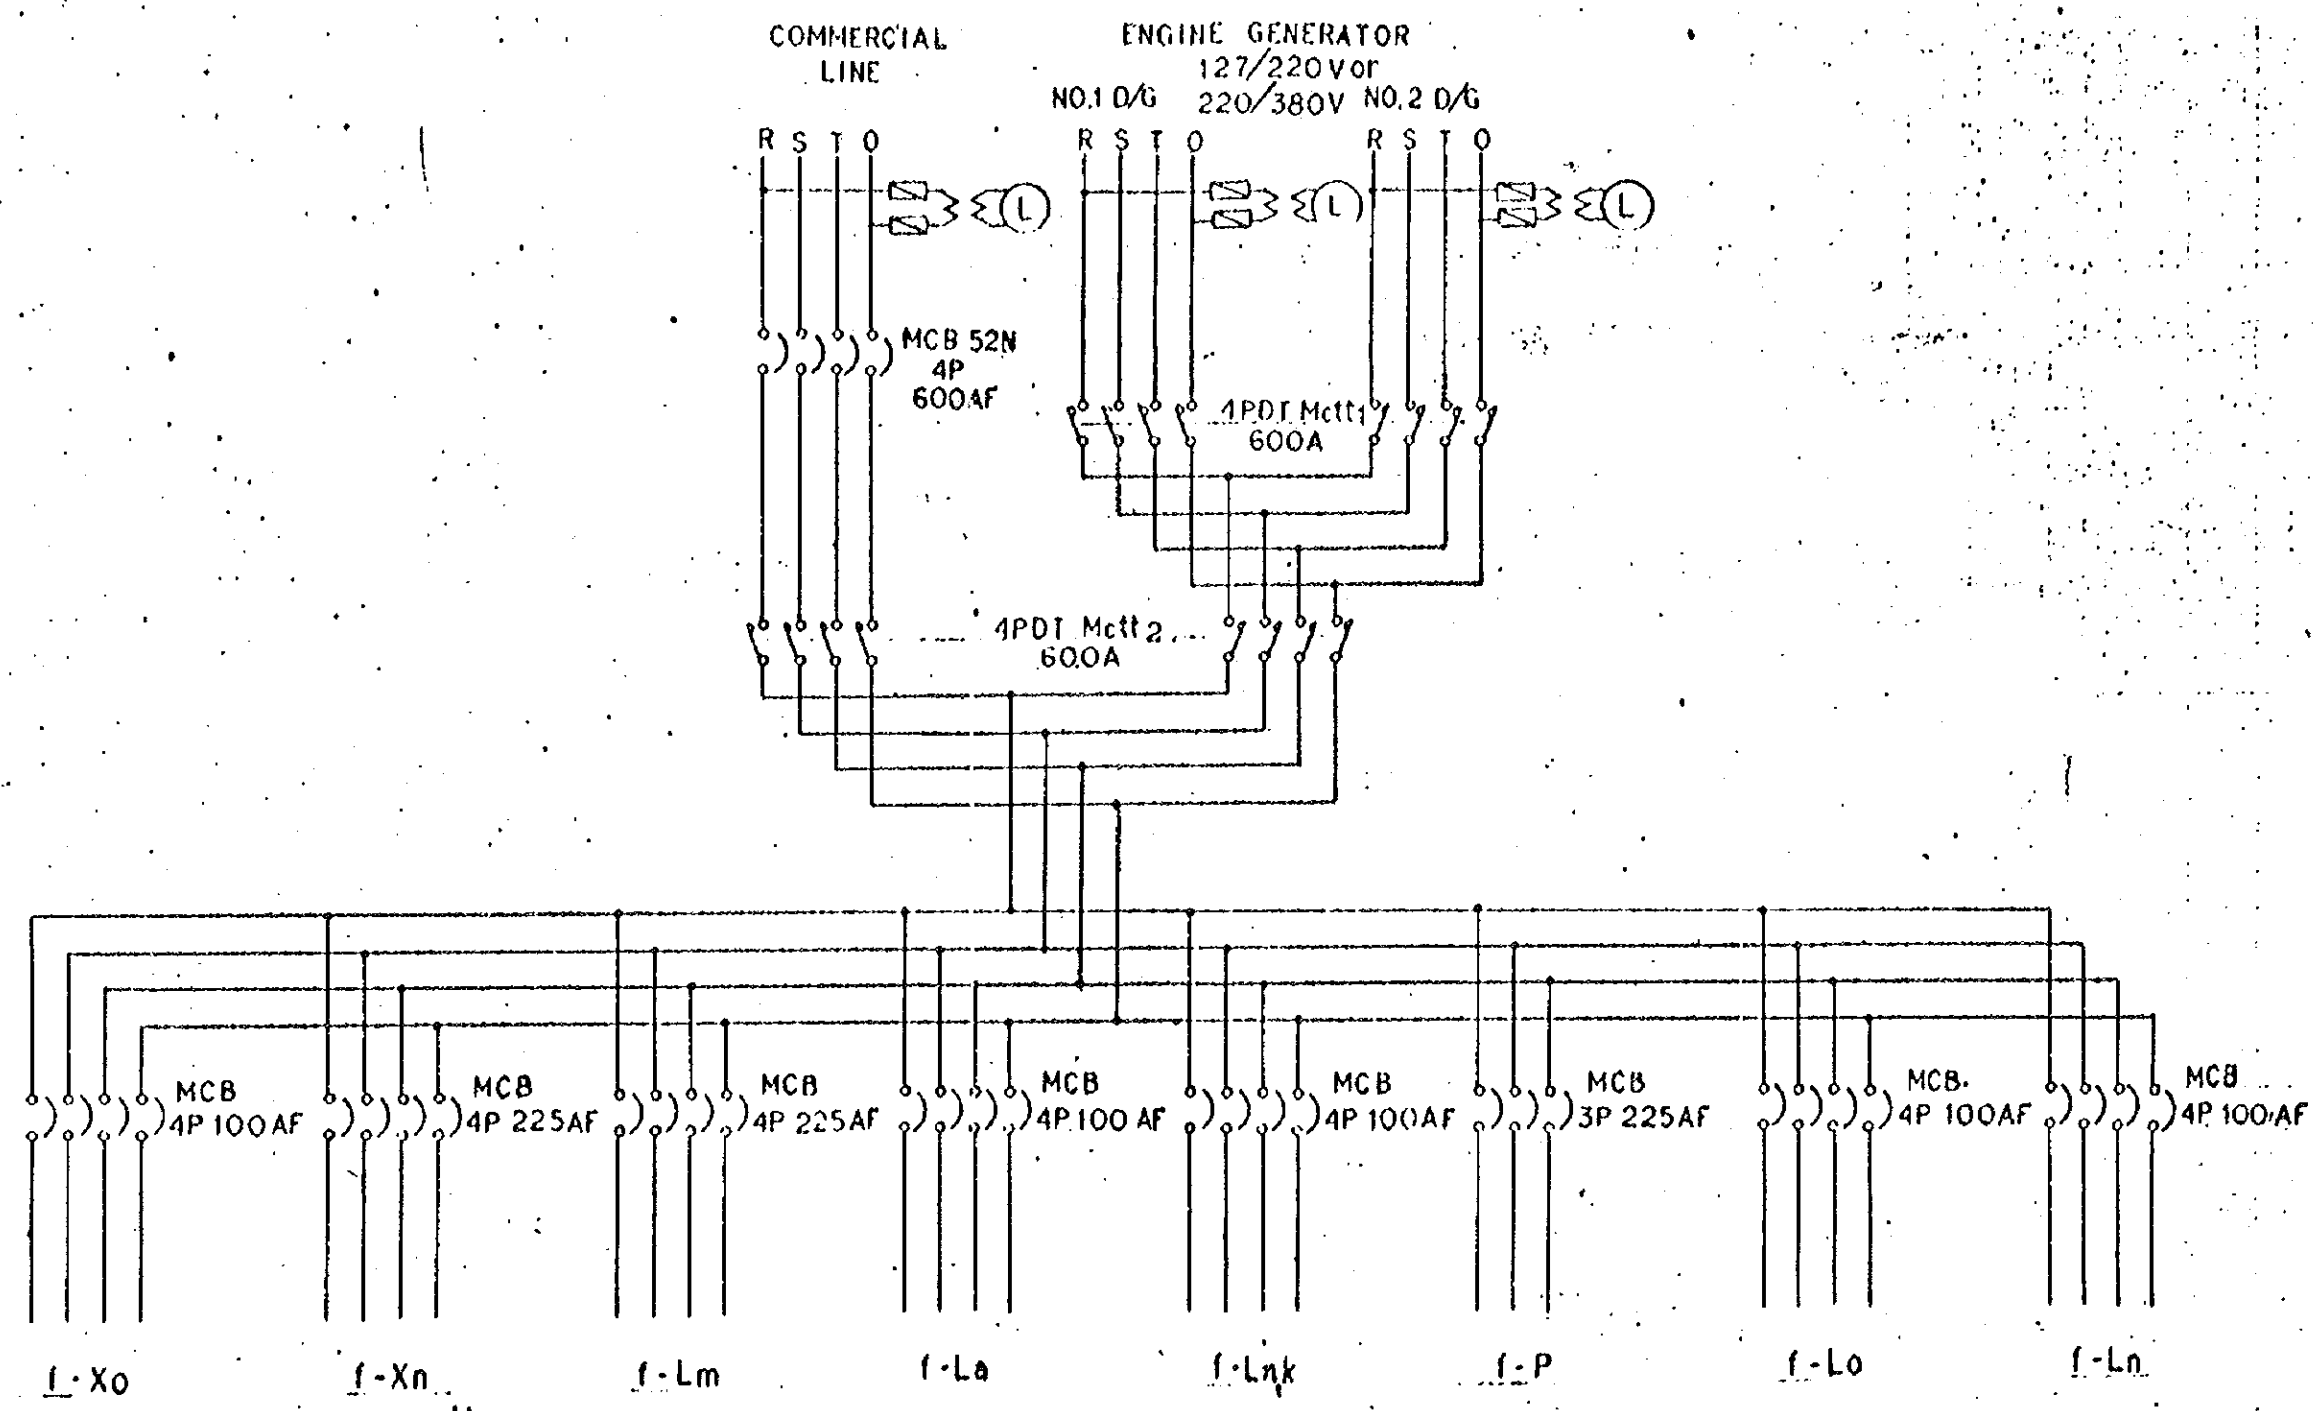 COMMERCIAL
LINE
ENGINE GENERATOR
127/220V or
220/380V
NO.1 D/G
NO.2 D/G
R S T O
R S T O
R S T O
L
L
L
MCB 52N
4P
600AF
4PDT Mctt1
600A
4PDT Mctt2
600A
MCB
4P 100AF
MCB
4P 225AF
MCB
4P 225AF
MCB
4P 100AF
MCB
4P 100AF
MCB
3P 225AF
MCB
4P 100AF
MCB
4P 100AF
f-Xo
f-Xn
f-Lm
f-La
f-Lnk
f-P
f-Lo
f-Ln